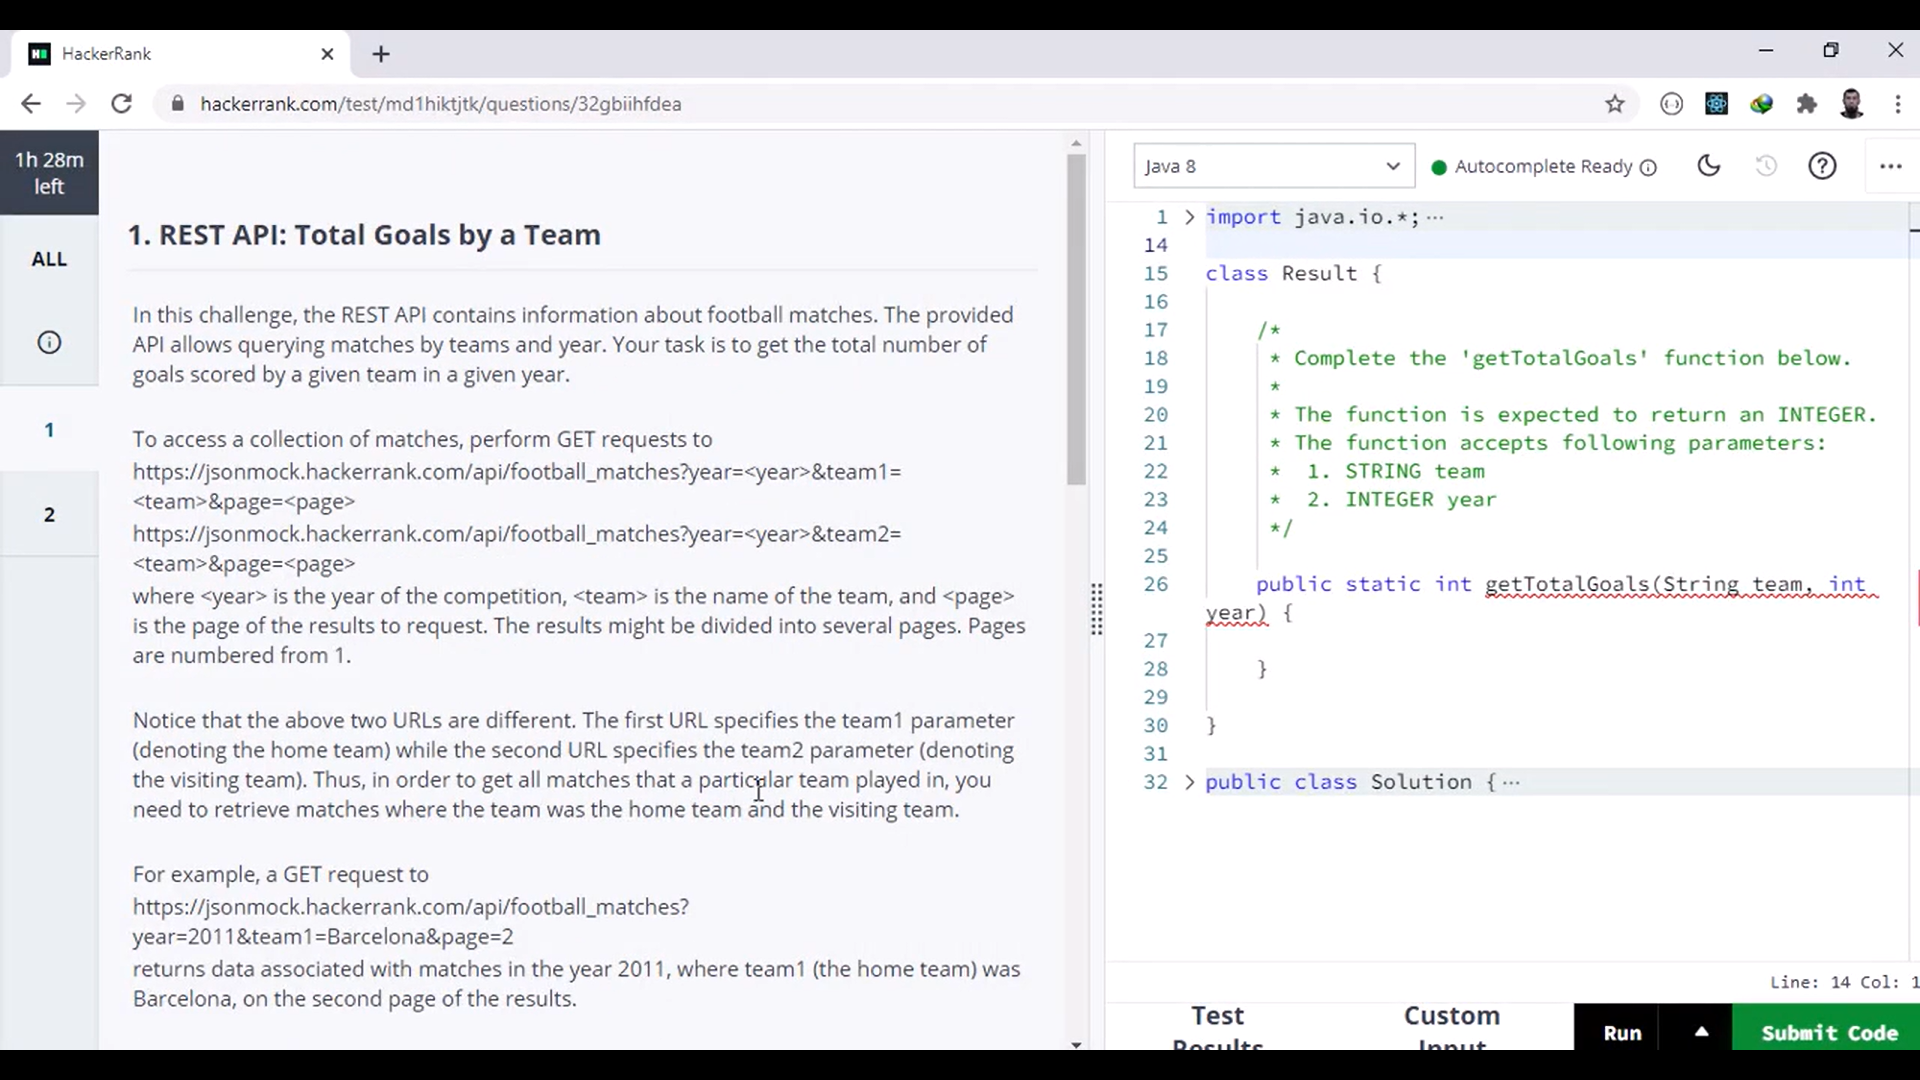 HackerRank
hackerrank.com/test/md1hiktjtk/questions/32gbiihfdea
1h 28m
left
ALL
1
2
1. REST API: Total Goals by a Team
In this challenge, the REST API contains information about football matches. The provided
API allows querying matches by teams and year. Your task is to get the total number of
goals scored by a given team in a given year.
To access a collection of matches, perform GET requests to
https://jsonmock.hackerrank.com/api/football_matches?year=<year>&team1=
<team>&page=<page>
https://jsonmock.hackerrank.com/api/football_matches?year=<year>&team2=
<team>&page=<page>
where <year> is the year of the competition, <team> is the name of the team, and <page>
is the page of the results to request. The results might be divided into several pages. Pages
are numbered from 1.
Notice that the above two URLs are different. The first URL specifies the team1 parameter
(denoting the home team) while the second URL specifies the team2 parameter (denoting
the visiting team). Thus, in order to get all matches that a particular team played in, you
need to retrieve matches where the team was the home team and the visiting team.
For example, a GET request to
https://jsonmock.hackerrank.com/api/football_matches?
year=2011&team1=Barcelona&page=2
returns data associated with matches in the year 2011, where team1 (the home team) was
Barcelona, on the second page of the results.
Java 8
Autocomplete Ready
1 import java.io.*; ···
14
15 class Result {
16
17 /*
18 * Complete the 'getTotalGoals' function below.
19 *
20 * The function is expected to return an INTEGER.
21 * The function accepts following parameters:
22 * 1. STRING team
23 * 2. INTEGER year
24 */
25
26 public static int getTotalGoals(String team, int
year) {
27
28 }
29
30 }
31
32 public class Solution { ···
Line: 14 Col: 1
Test
Results
Custom
Input
Run
Submit Code